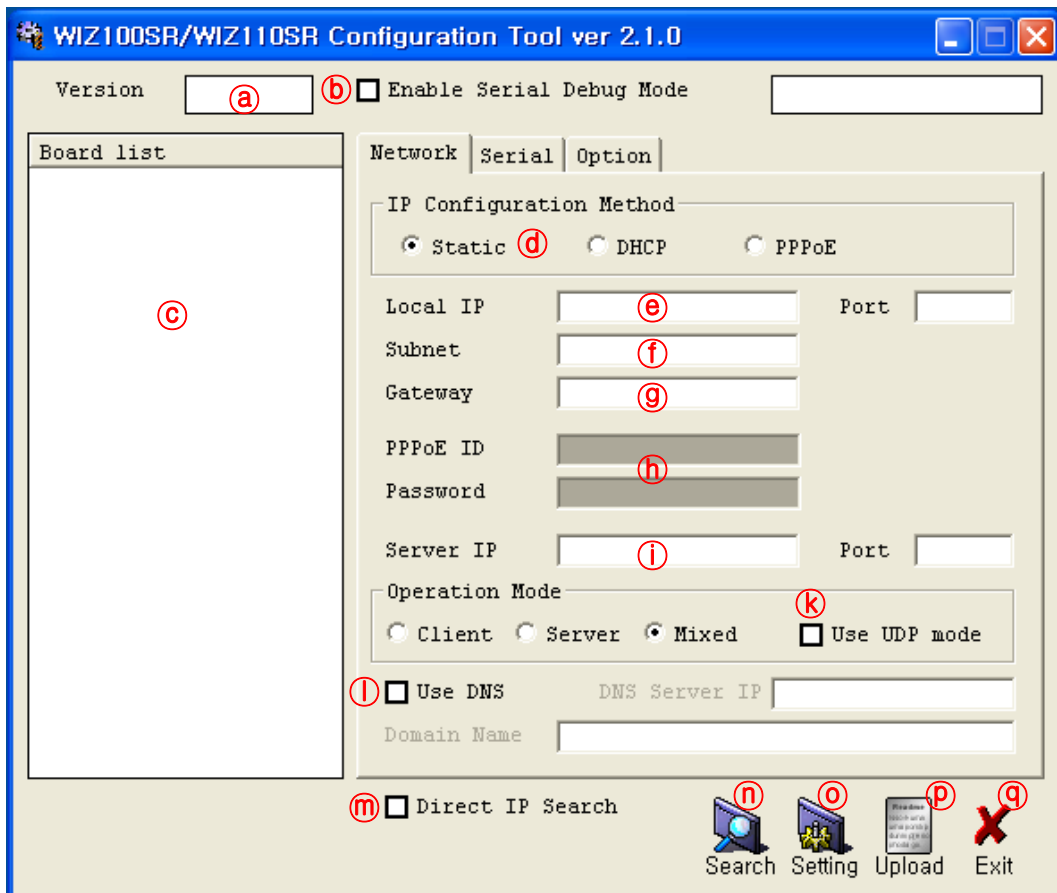 WIZ100SR/WIZ110SR Configuration Tool ver 2.1.0
Version ⓐ ⓑ Enable Serial Debug Mode
Board list
ⓒ
Network Serial Option
IP Configuration Method
Static ⓓ DHCP PPPoE
Local IP ⓔ Port
Subnet ⓕ
Gateway ⓖ
PPPoE ID
ⓗ
Password
Server IP ⓘ Port
Operation Mode
ⓚ
Client Server Mixed Use UDP mode
ⓛ Use DNS DNS Server IP
Domain Name
ⓜ Direct IP Search
ⓝ ⓞ ⓟ ⓠ
Readme
Search Setting Upload Exit